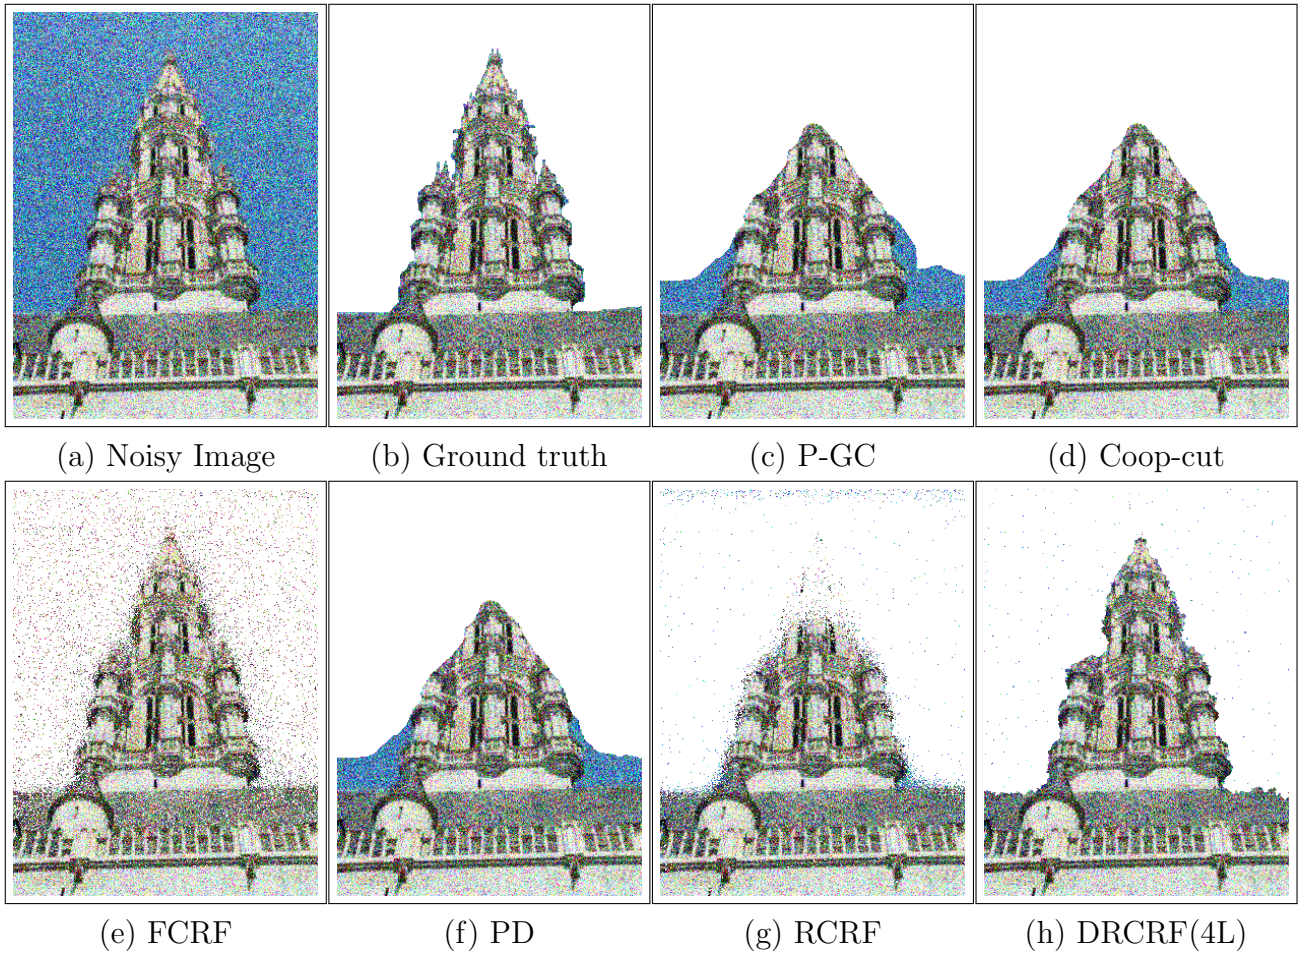 (a) Noisy Image
(b) Ground truth
(c) P-GC
(d) Coop-cut
(e) FCRF
(f) PD
(g) RCRF
(h) DRCRF(4L)